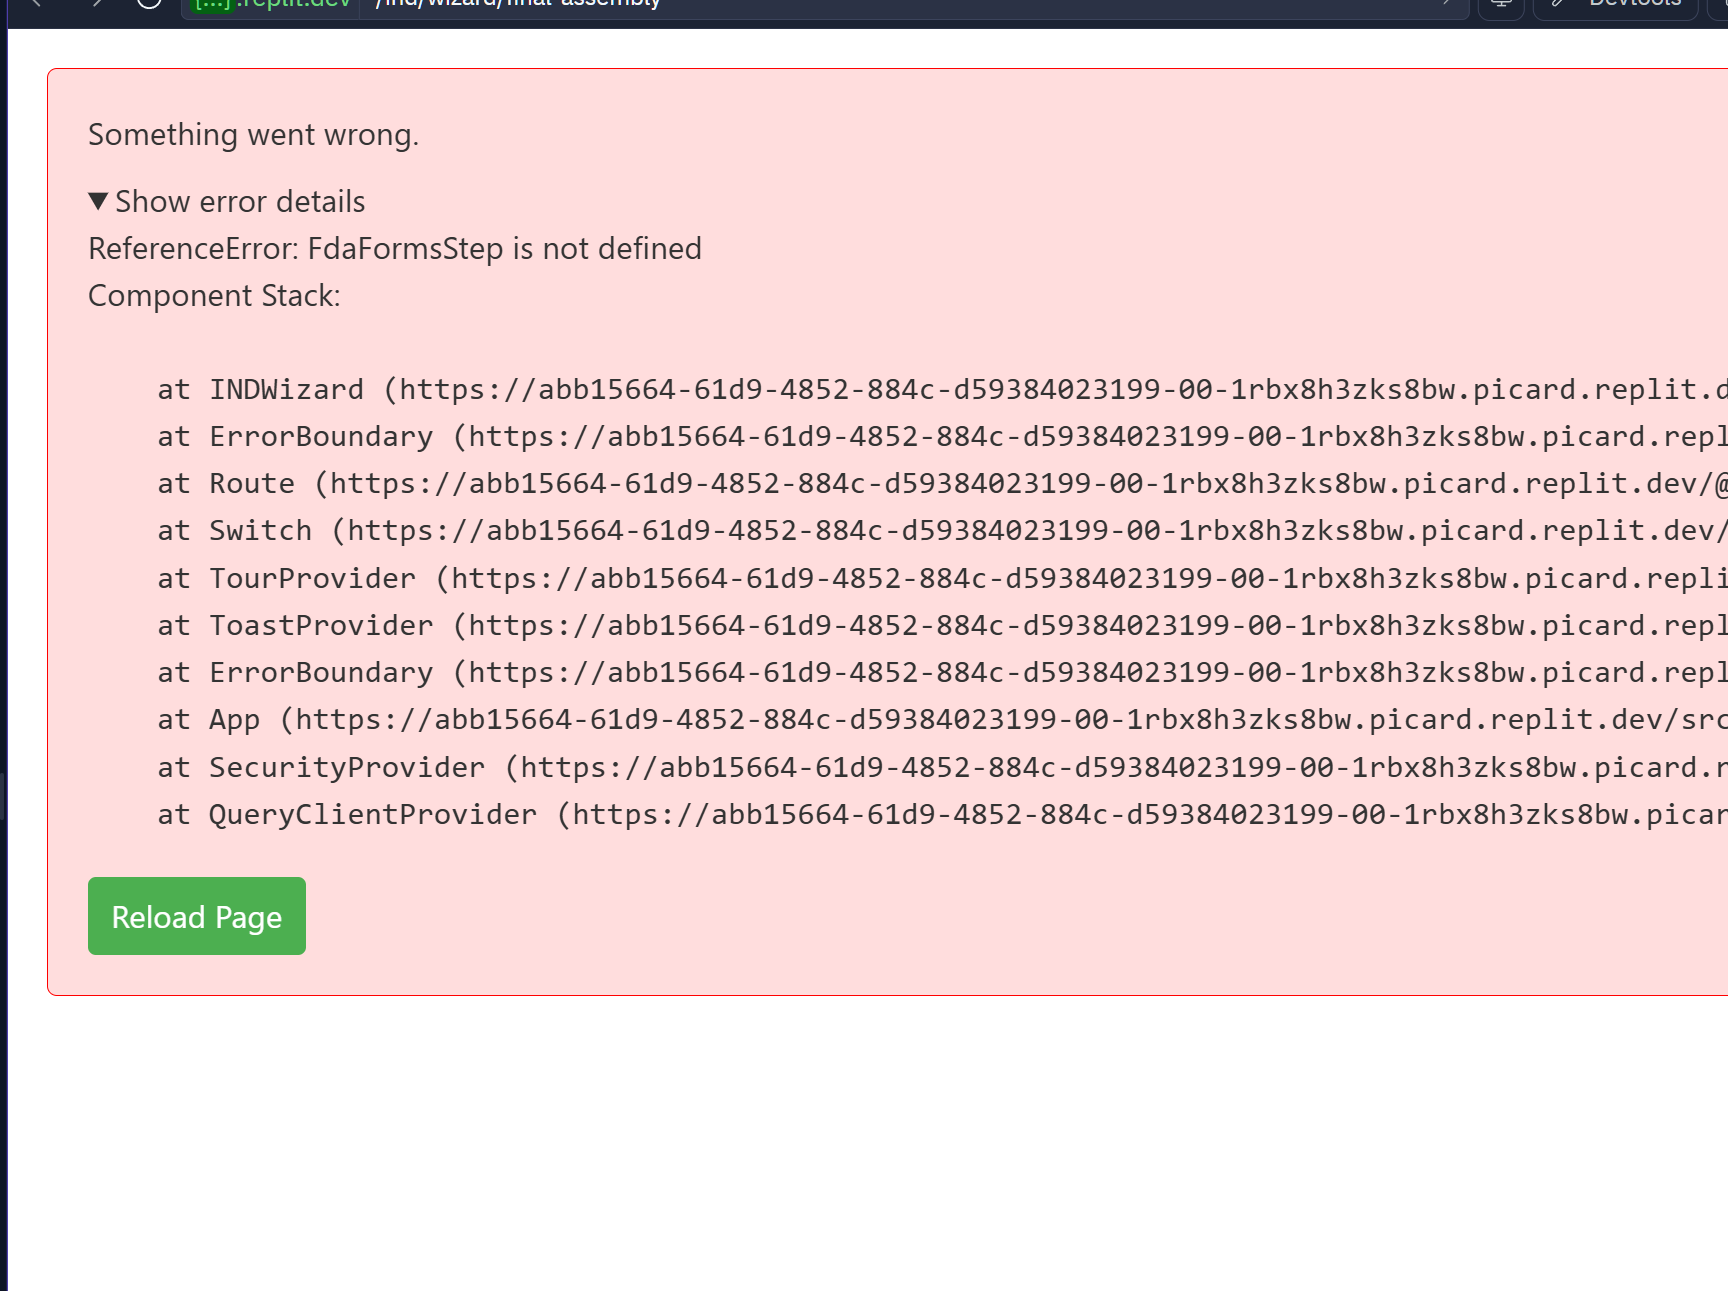 [...].replit.dev /ind/wizard/final-assembly Devtools
Something went wrong.
▼ Show error details
ReferenceError: FdaFormsStep is not defined
Component Stack:
at INDWizard (https://abb15664-61d9-4852-884c-d59384023199-00-1rbx8h3zks8bw.picard.replit.d
at ErrorBoundary (https://abb15664-61d9-4852-884c-d59384023199-00-1rbx8h3zks8bw.picard.repl
at Route (https://abb15664-61d9-4852-884c-d59384023199-00-1rbx8h3zks8bw.picard.replit.dev/@
at Switch (https://abb15664-61d9-4852-884c-d59384023199-00-1rbx8h3zks8bw.picard.replit.dev/
at TourProvider (https://abb15664-61d9-4852-884c-d59384023199-00-1rbx8h3zks8bw.picard.repli
at ToastProvider (https://abb15664-61d9-4852-884c-d59384023199-00-1rbx8h3zks8bw.picard.repl
at ErrorBoundary (https://abb15664-61d9-4852-884c-d59384023199-00-1rbx8h3zks8bw.picard.repl
at App (https://abb15664-61d9-4852-884c-d59384023199-00-1rbx8h3zks8bw.picard.replit.dev/src
at SecurityProvider (https://abb15664-61d9-4852-884c-d59384023199-00-1rbx8h3zks8bw.picard.r
at QueryClientProvider (https://abb15664-61d9-4852-884c-d59384023199-00-1rbx8h3zks8bw.picar
Reload Page